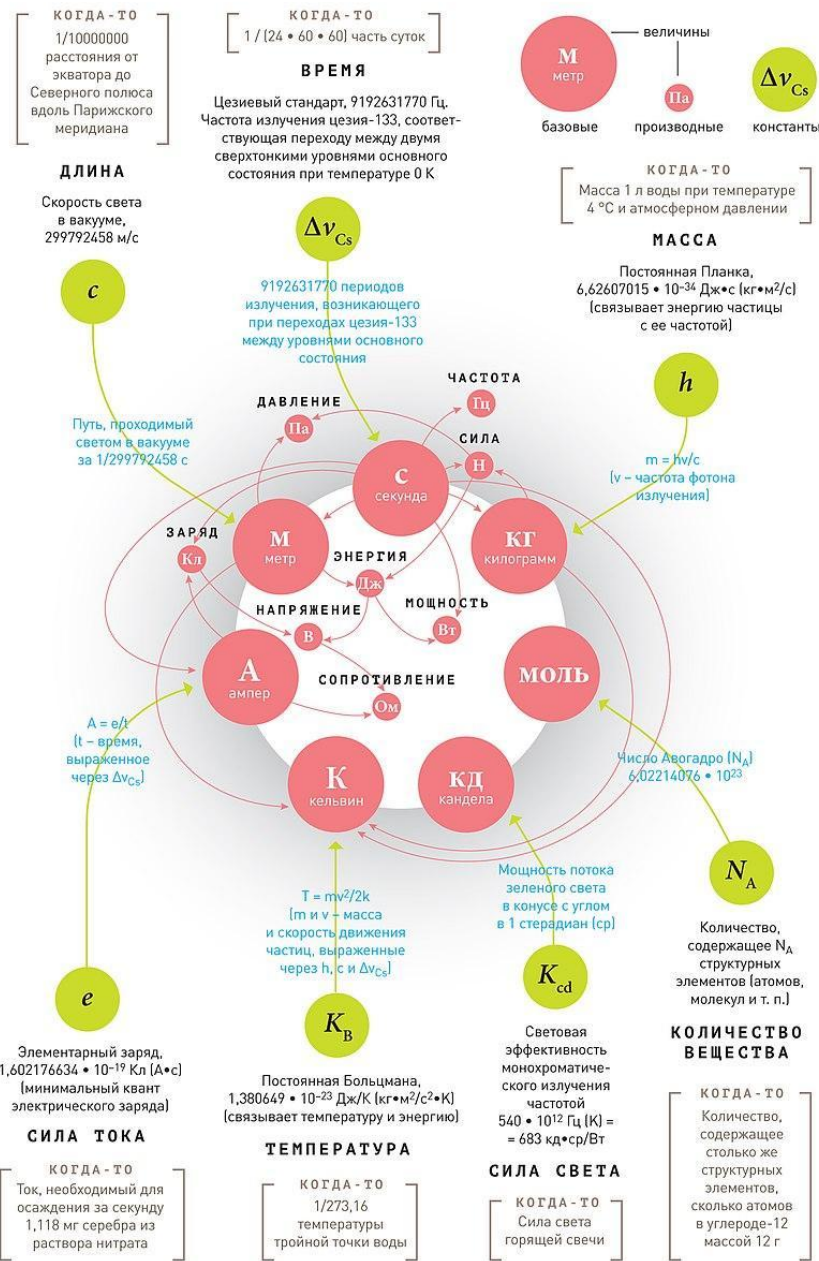 КОГДА-ТО
1/10000000
расстояния от
экватора до
Северного полюса
вдоль Парижского
меридиана
ДЛИНА
Скорость света
в вакууме,
299792458 м/с
c
КОГДА-ТО
1 / (24 • 60 • 60) часть суток
ВРЕМЯ
Цезиевый стандарт, 9192631770 Гц.
Частота излучения цезия-133, соответ-
ствующая переходу между двумя
сверхтонкими уровнями основного
состояния при температуре 0 К
Δν Cs
М
метр
базовые
величины
Па
производные
Δν Cs
константы
КОГДА-ТО
Масса 1 л воды при температуре
4 °С и атмосферном давлении
МАССА
Постоянная Планка,
6,62607015 • 10⁻³⁴ Дж•с (кг•м²/с)
(связывает энергию частицы
с ее частотой)
h
9192631770 периодов
излучения, возникающего
при переходах цезия-133
между уровнями основного
состояния
Путь, проходимый
светом в вакууме
за 1/299792458 с
m = hν/c
(ν – частота фотона
излучения)
ЧАСТОТА
Гц
ДАВЛЕНИЕ
Па
СИЛА
Н
с
секунда
м
метр
кг
килограмм
ЗАРЯД
Кл
ЭНЕРГИЯ
Дж
НАПРЯЖЕНИЕ
В
МОЩНОСТЬ
Вт
А
ампер
СОПРОТИВЛЕНИЕ
Ом
моль
К
кельвин
кд
кандела
A = e/t
(t – время,
выраженное
через ΔνCs)
Число Авогадро (NA)
6,02214076 • 10²³
T = mv²/2k
(m и v – масса
и скорость движения
частиц, выраженные
через h, c и ΔνCs)
Мощность потока
зеленого света
в конусе с углом
в 1 стерадиан (ср)
NA
Количество,
содержащее NA
структурных
элементов (атомов,
молекул и т. п.)
КОЛИЧЕСТВО
ВЕЩЕСТВА
КОГДА-ТО
Количество,
содержащее
столько же
структурных
элементов,
сколько атомов
в углероде-12
массой 12 г
e
Элементарный заряд,
1,602176634 • 10⁻¹⁹ Кл (А•с)
(минимальный квант
электрического заряда)
СИЛА ТОКА
КОГДА-ТО
Ток, необходимый для
осаждения за секунду
1,118 мг серебра из
раствора нитрата
KB
Постоянная Больцмана,
1,380649 • 10⁻²³ Дж/К (кг•м²/с²•К)
(связывает температуру и энергию)
ТЕМПЕРАТУРА
КОГДА-ТО
1/273,16
температуры
тройной точки воды
Kcd
Световая
эффективность
монохромати че-
ского излучения
частотой
540 • 10¹² Гц (К) =
= 683 кд•ср/Вт
СИЛА СВЕТА
КОГДА-ТО
Сила света
горящей свечи